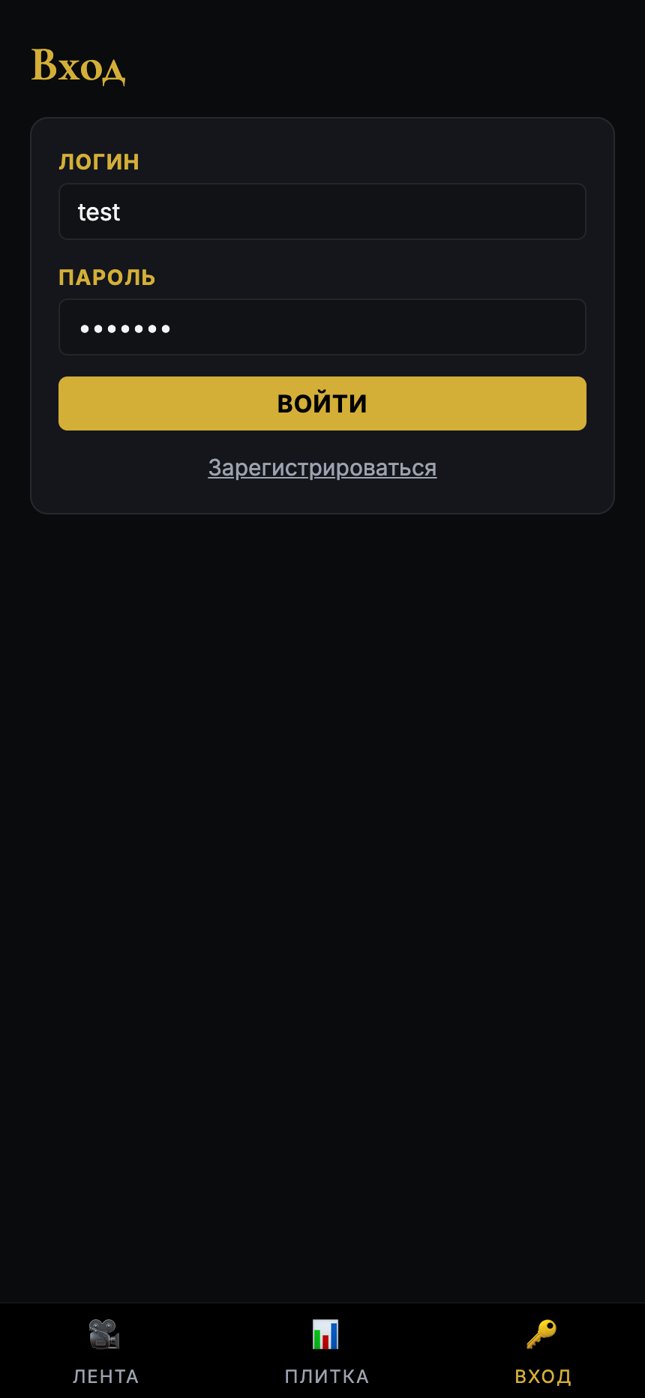 Вход
ЛОГИН
test
ПАРОЛЬ
•••••••
ВОЙТИ
Зарегистрироваться
ЛЕНТА
ПЛИТКА
ВХОД